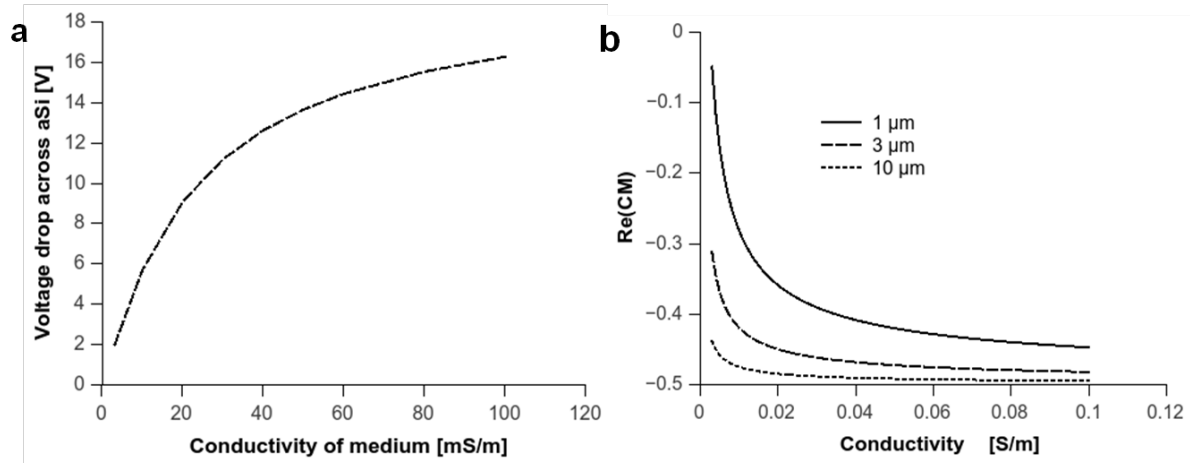 a
Voltage drop across aSi [V]
18
16
14
12
10
8
6
4
2
0
0 20 40 60 80 100 120
Conductivity of medium [mS/m]
b
Re(CM)
0
−0.1
−0.2
−0.3
−0.4
−0.5
1 µm
3 µm
10 µm
0 0.02 0.04 0.06 0.08 0.1 0.12
Conductivity [S/m]